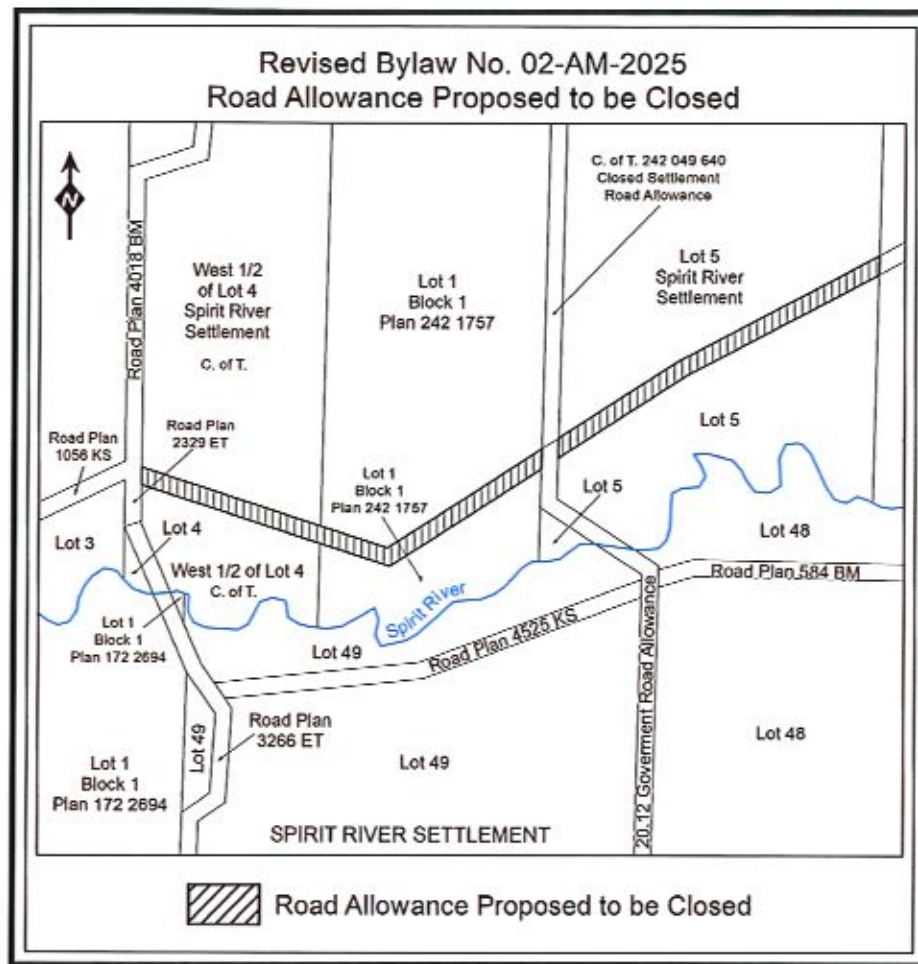 Revised Bylaw No. 02-AM-2025
Road Allowance Proposed to be Closed
N
C. of T. 242 049 640
Closed Settlement
Road Allowance
Road Plan 4018 BM
West 1/2
of Lot 4
Spirit River
Settlement
C. of T.
Lot 1
Block 1
Plan 242 1757
Lot 5
Spirit River
Settlement
Road Plan
1056 KS
Road Plan
2329 ET
Lot 1
Block 1
Plan 242 1757
Lot 5
Lot 5
Lot 3
Lot 4
West 1/2 of Lot 4
C. of T.
Spirit River
Lot 48
Road Plan 584 BM
Lot 1
Block 1
Plan 172 2694
Lot 49
Road Plan 4525 KS
20.12 Goverment Road Allowance
Lot 49
Road Plan
3266 ET
Lot 1
Block 1
Plan 172 2694
Lot 49
Lot 48
SPIRIT RIVER SETTLEMENT
Road Allowance Proposed to be Closed